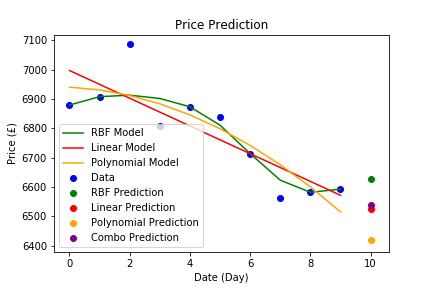 Price Prediction
7100
7000
6900
6800
6700
6600
6500
6400
Price (£)
RBF Model
Linear Model
Polynomial Model
Data
RBF Prediction
Linear Prediction
Polynomial Prediction
Combo Prediction
0 2 4 6 8 10
Date (Day)